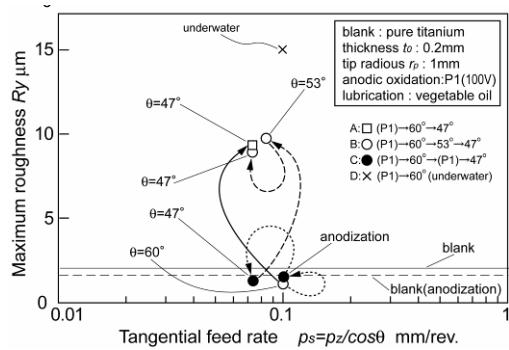 Maximum roughness Ry μm
15
10
5
0
0.01
0.1
1
Tangential feed rate ps=pz/cosθ mm/rev.
underwater
θ=53°
θ=47°
θ=47°
θ=47°
θ=60°
anodization
blank
blank(anodization)
blank : pure titanium
thickness to : 0.2mm
tip radious rp : 1mm
anodic oxidation:P1(100V)
lubrication : vegetable oil
A:□ (P1)→60°→47°
B:○ (P1)→60°→53°→47°
C:● (P1)→60°→(P1)→47°
D:× (P1)→60°(underwater)